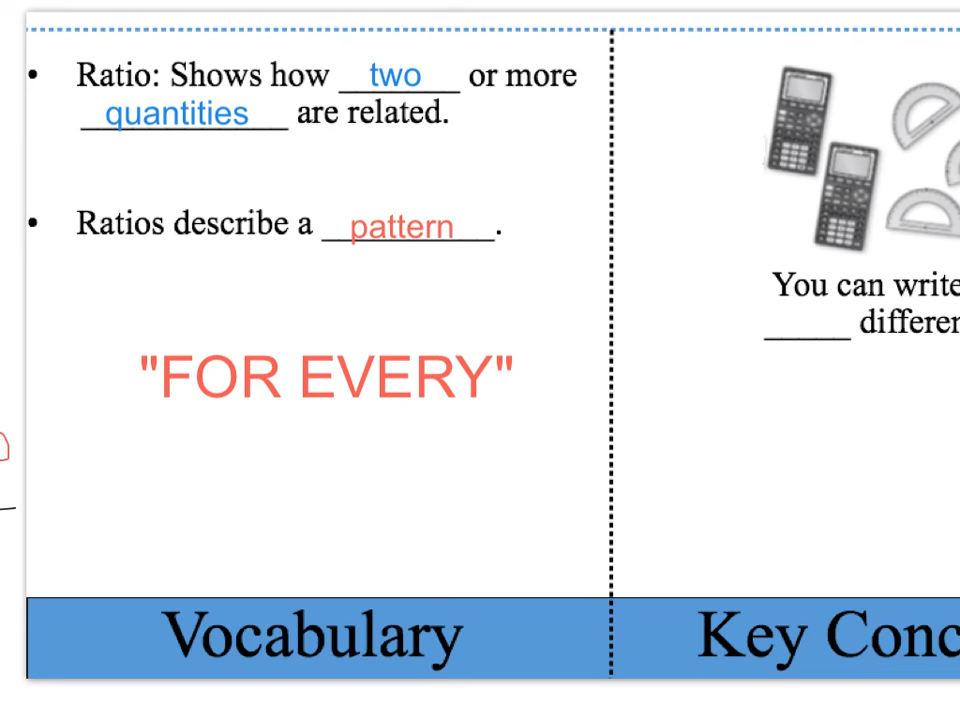 • Ratio: Shows how two or more
quantities are related.
• Ratios describe a pattern.
"FOR EVERY"
Vocabulary
You can write
_____ differen
Key Conc